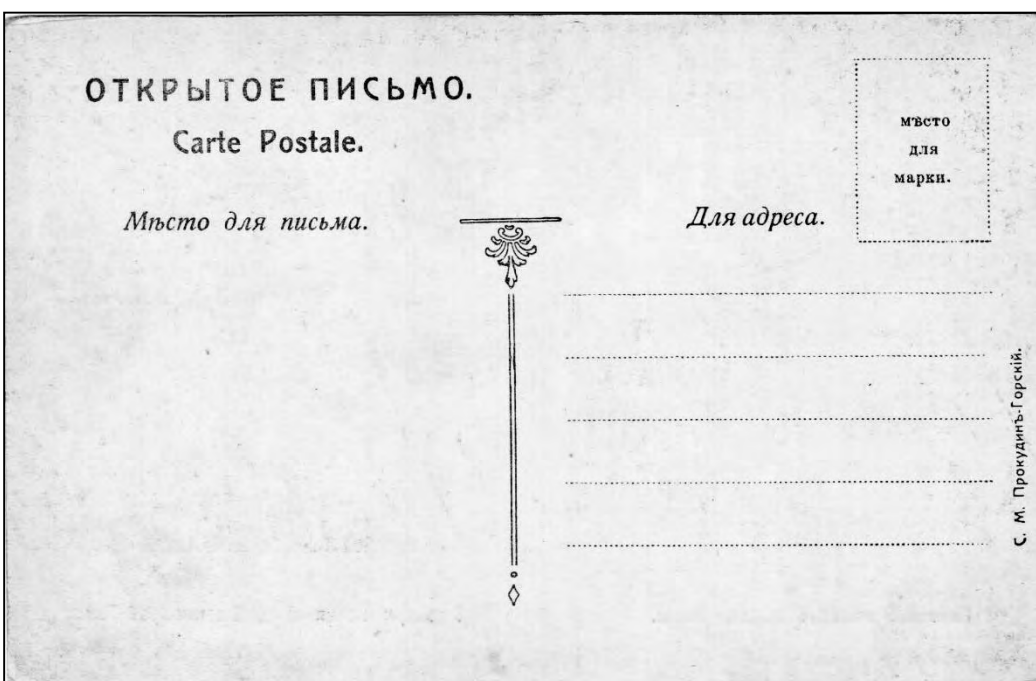 ОТКРЫТОЕ ПИСЬМО.
Carte Postale.
мѣсто
для
марки.
Мѣсто для письма.
Для адреса.
С. М. Прокудинъ-Горскій.